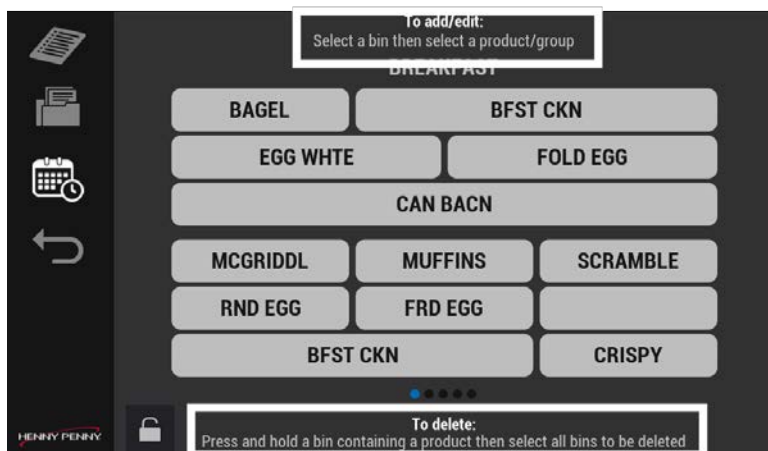 To add/edit:
Select a bin then select a product/group
BREAKFAST
BAGEL BFST CKN
EGG WHTE FOLD EGG
CAN BACN
MCGRIDDL MUFFINS SCRAMBLE
RND EGG FRD EGG
BFST CKN CRISPY
To delete:
Press and hold a bin containing a product then select all bins to be deleted
HENNY PENNY